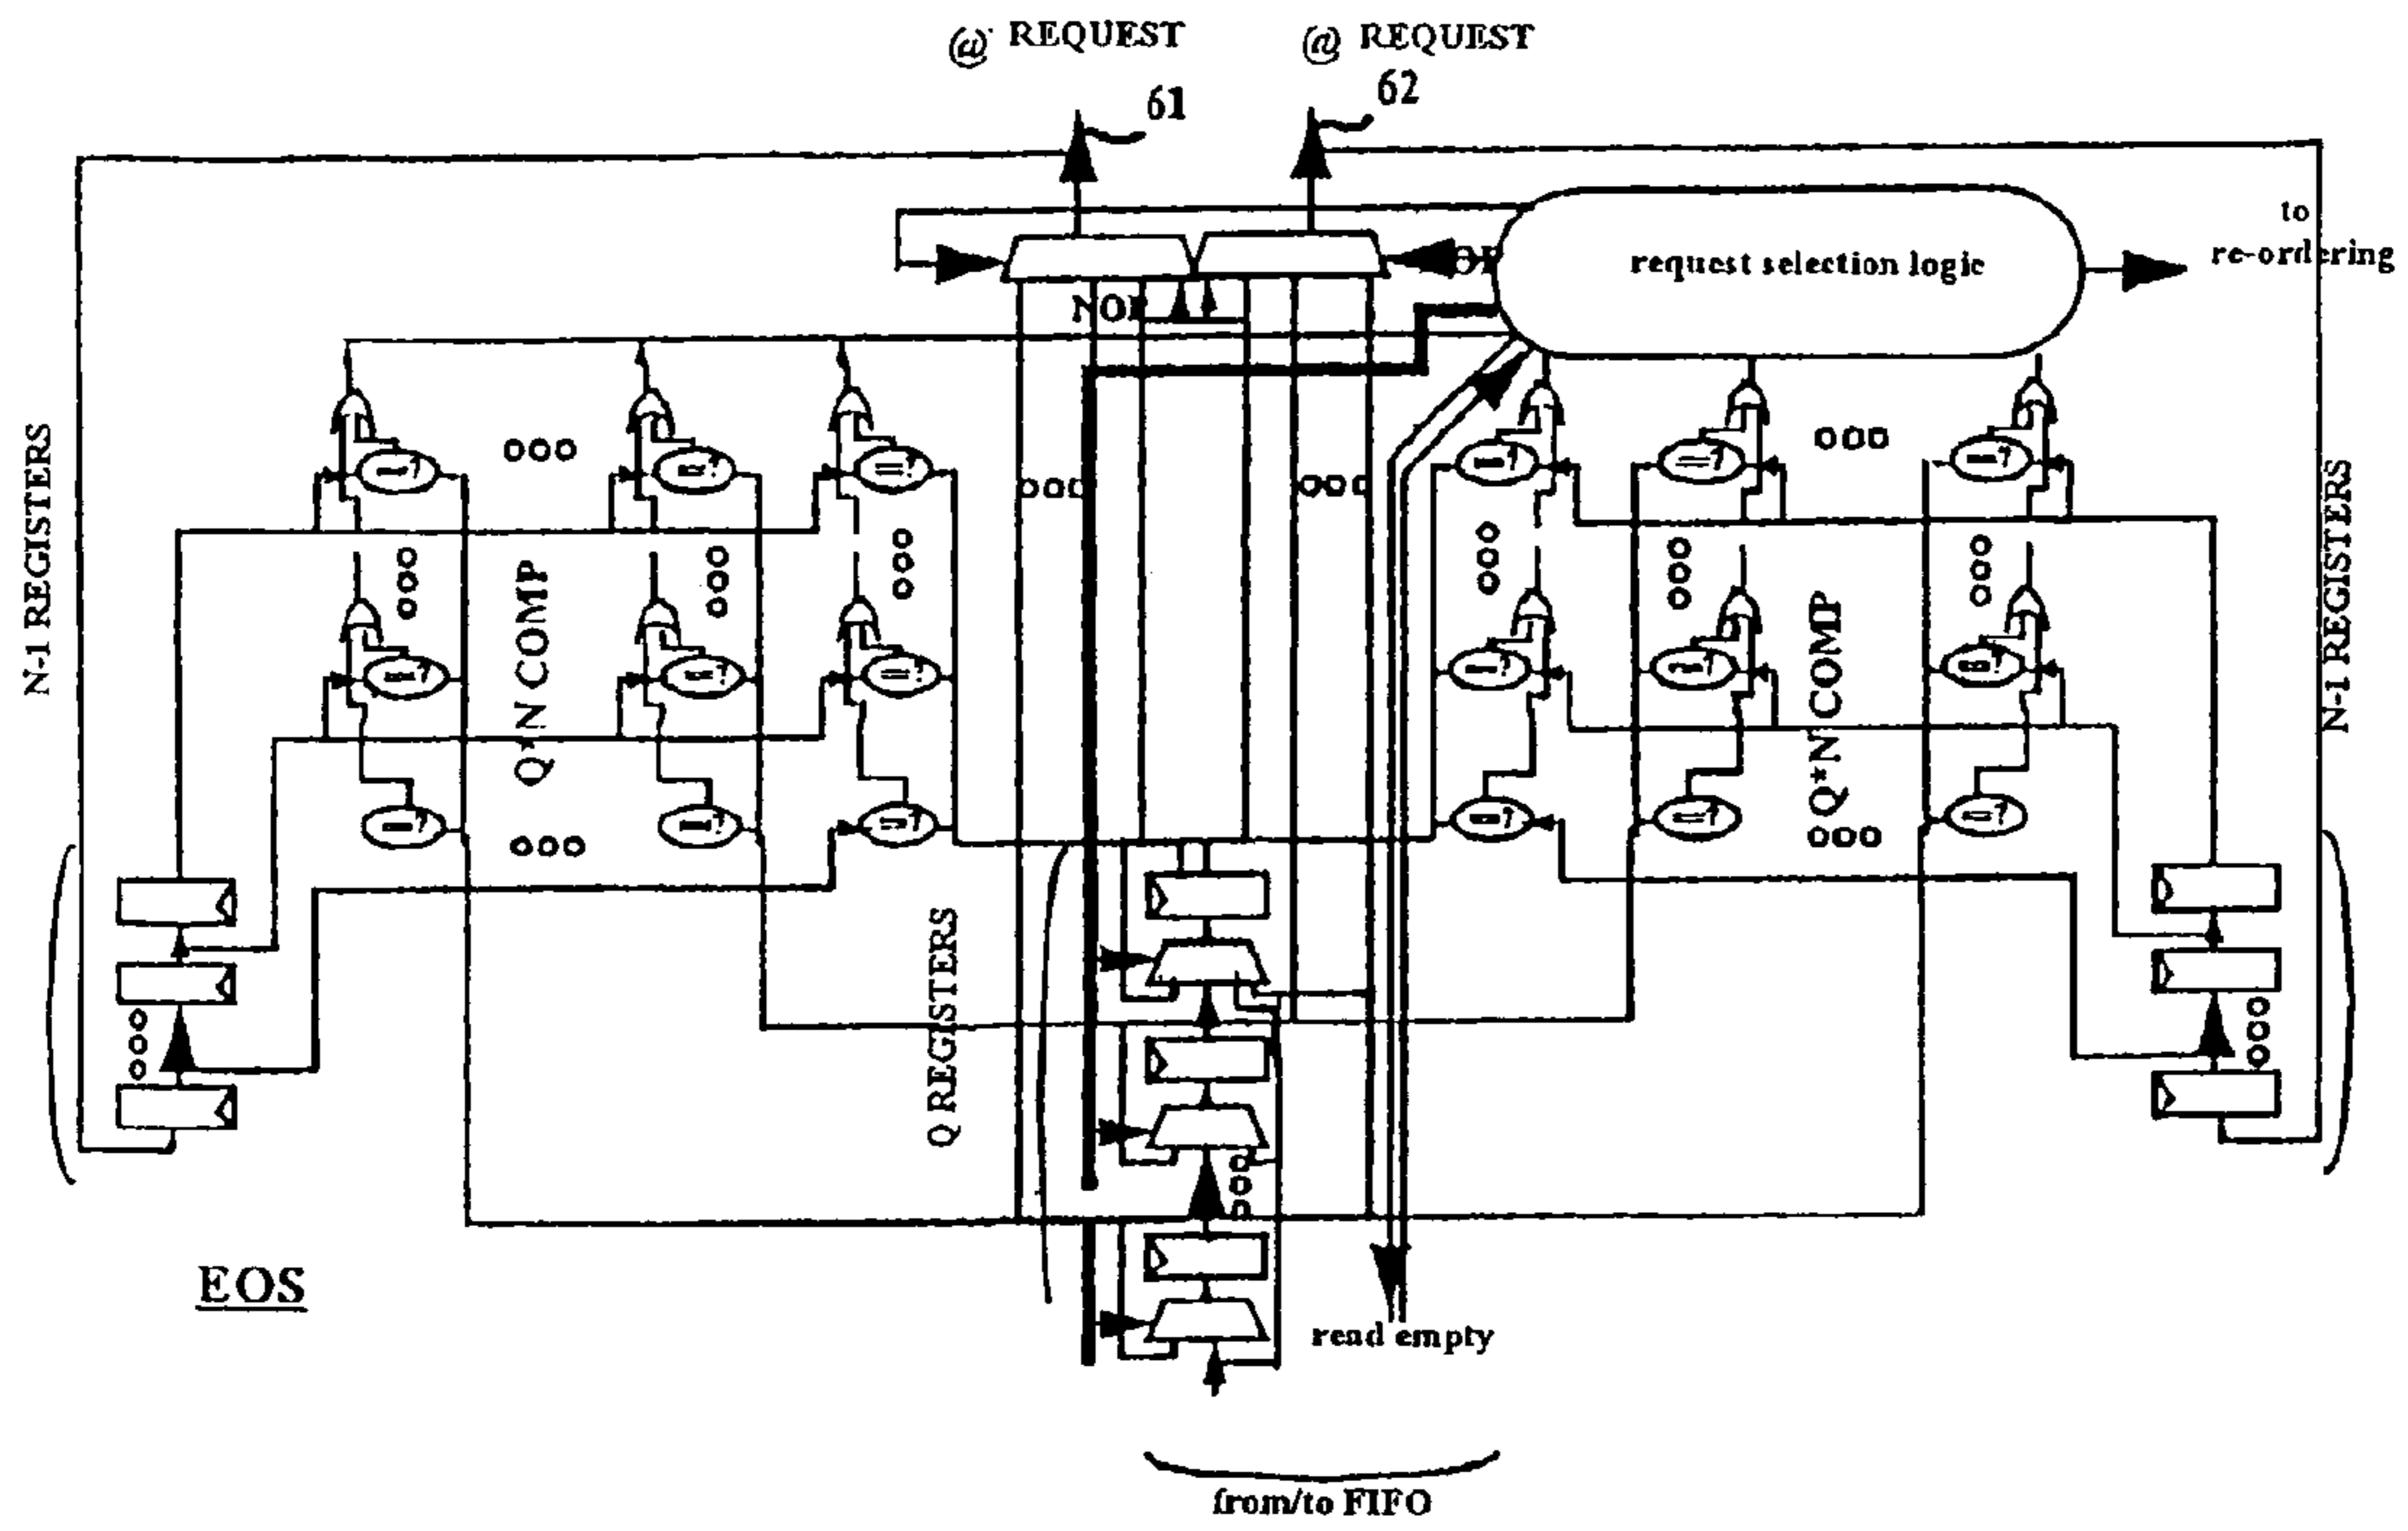 @ REQUEST
@ REQUEST
61
62
to
re-ordering
request selection logic
N-1 REGISTERS
Q*N COMP
Q*N COMP
N-1 REGISTERS
Q REGISTERS
EOS
read empty
from/to FIFO